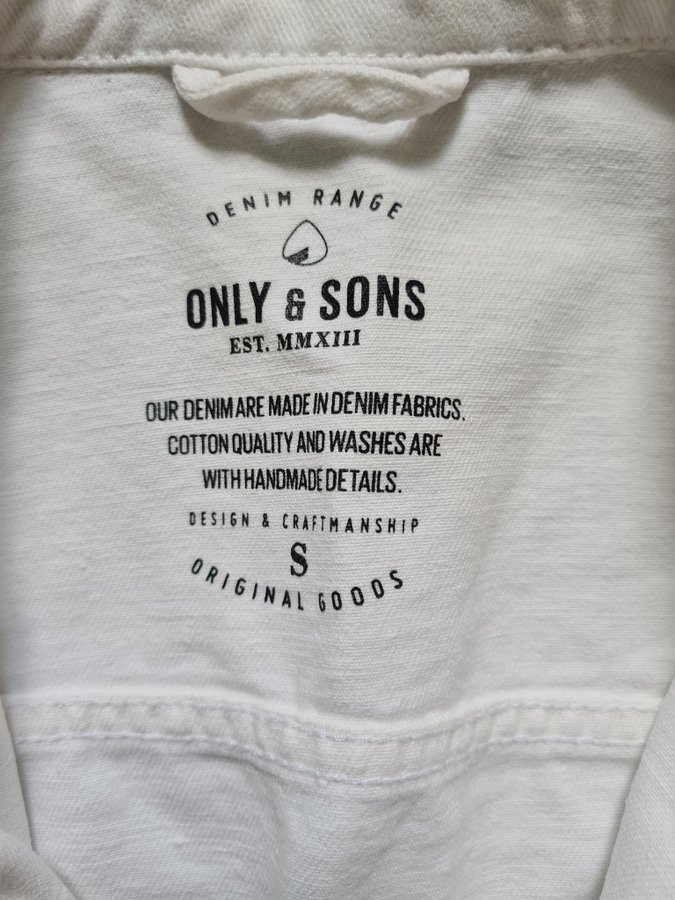 DENIM RANGE
ONLY & SONS
EST. MMXIII
OUR DENIM ARE MADE IN DENIM FABRICS.
COTTON QUALITY AND WASHES ARE
WITH HANDMADE DETAILS.
DESIGN & CRAFTMANSHIP
S
ORIGINAL GOODS